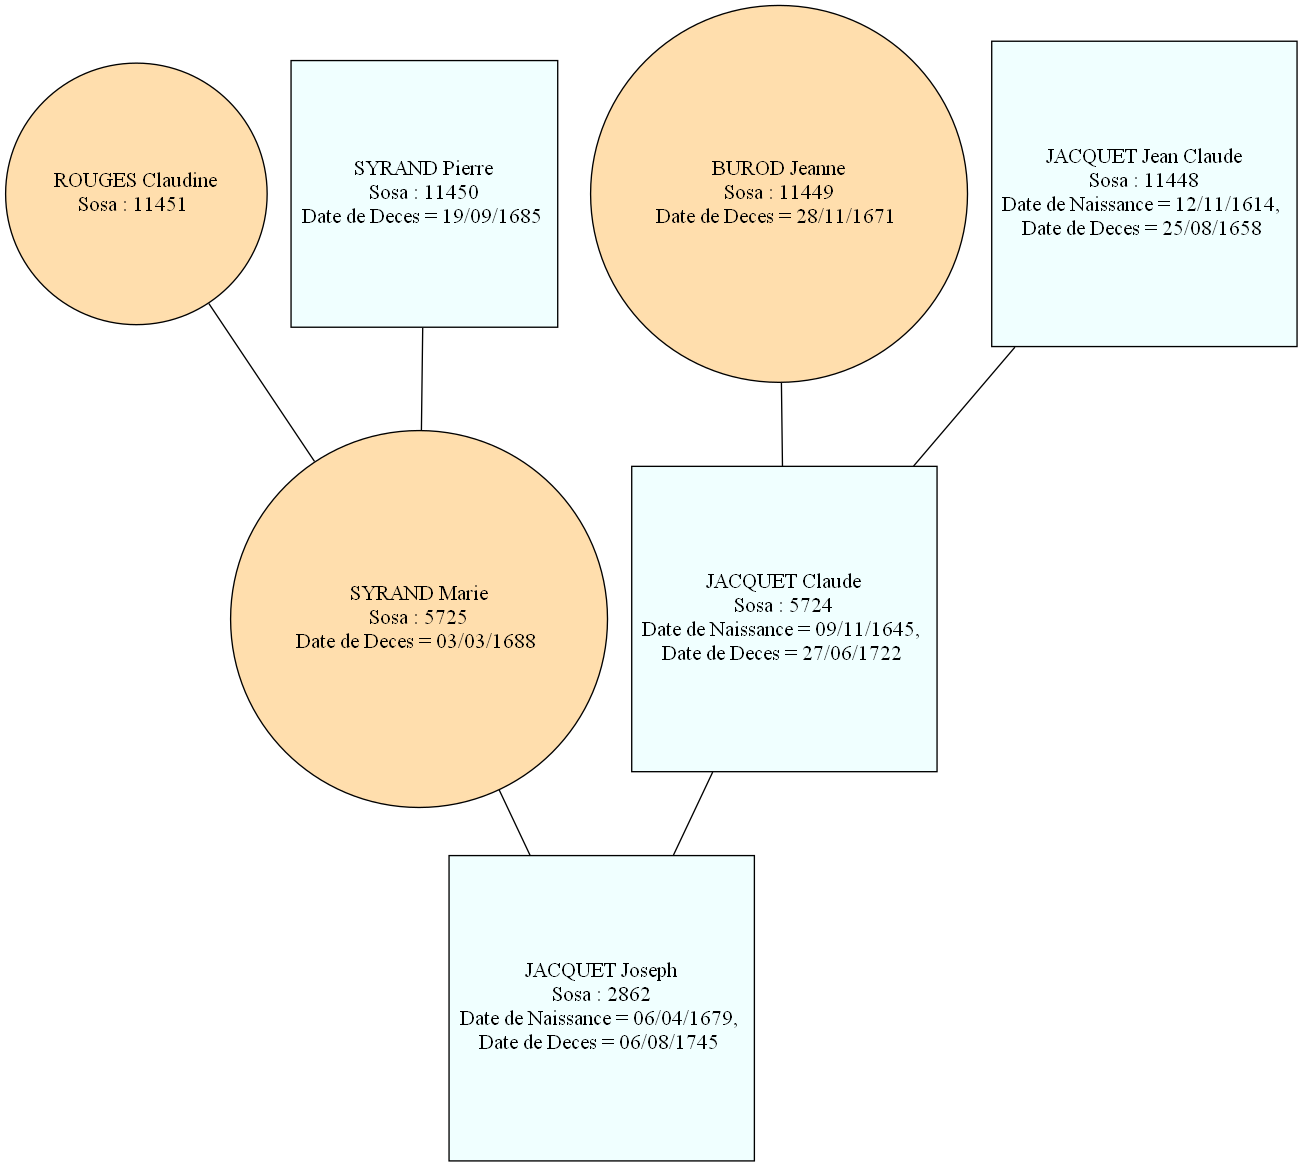 ROUGES Claudine
Sosa : 11451
SYRAND Pierre
Sosa : 11450
Date de Deces = 19/09/1685
BUROD Jeanne
Sosa : 11449
Date de Deces = 28/11/1671
JACQUET Jean Claude
Sosa : 11448
Date de Naissance = 12/11/1614,
Date de Deces = 25/08/1658
SYRAND Marie
Sosa : 5725
Date de Deces = 03/03/1688
JACQUET Claude
Sosa : 5724
Date de Naissance = 09/11/1645,
Date de Deces = 27/06/1722
JACQUET Joseph
Sosa : 2862
Date de Naissance = 06/04/1679,
Date de Deces = 06/08/1745